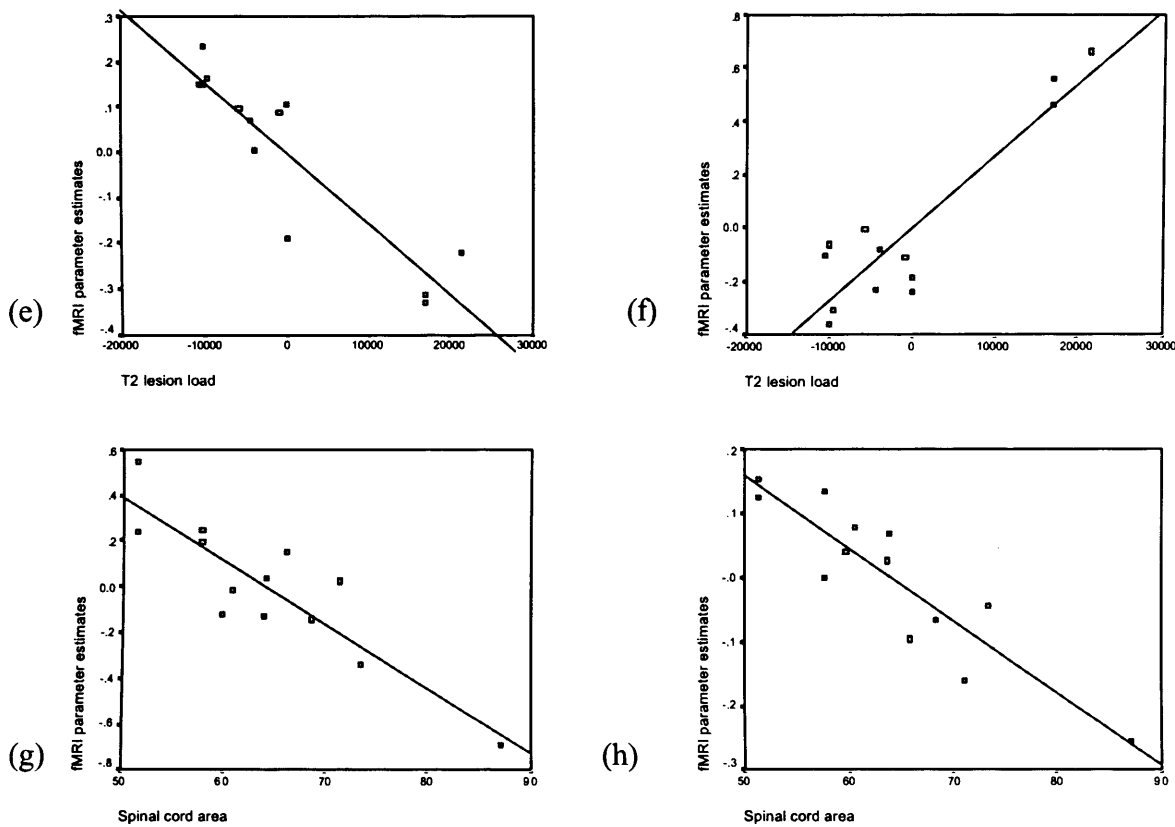 (e)
fMRI parameter estimates
.3
.2
.1
0.0
-.1
-.2
-.3
-.4
-20000 -10000 0 10000 20000 30000
T2 lesion load
(f)
fMRI parameter estimates
.8
.6
.4
.2
0.0
-.2
-.4
-20000 -10000 0 10000 20000 30000
T2 lesion load
(g)
fMRI parameter estimates
.6
.4
.2
0.0
-.2
-.4
-.6
-.8
50 60 70 80 90
Spinal cord area
(h)
fMRI parameter estimates
.2
.1
-.0
-.1
-.2
-.3
50 60 70 80 90
Spinal cord area